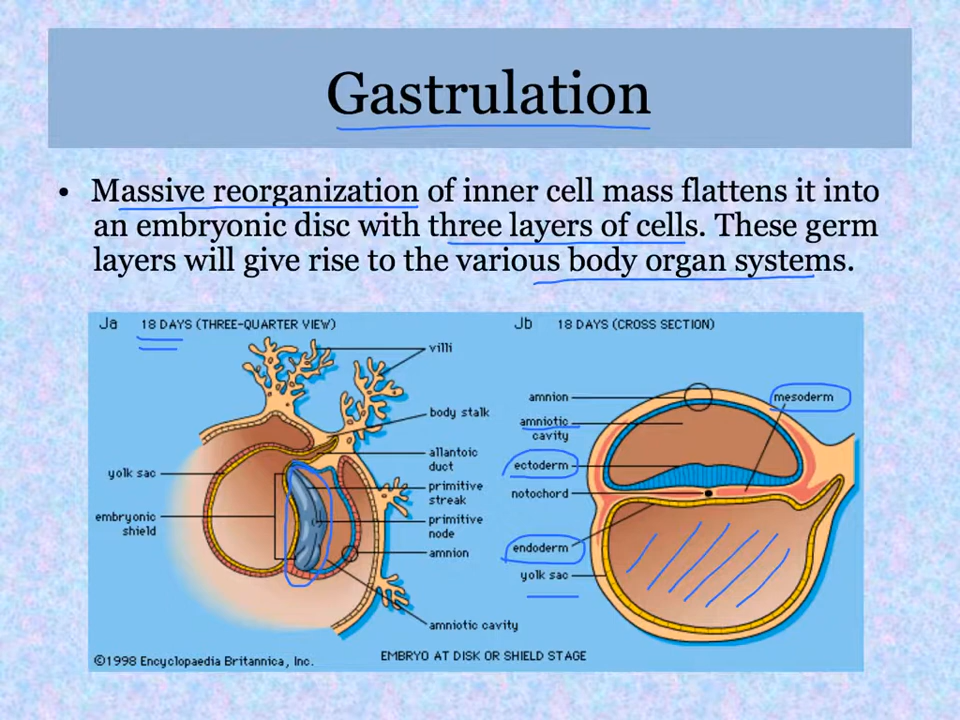 Gastrulation
• Massive reorganization of inner cell mass flattens it into
an embryonic disc with three layers of cells. These germ
layers will give rise to the various body organ systems.
Ja 18 DAYS (THREE-QUARTER VIEW)
villi
body stalk
allantoic
duct
yolk sac
primitive
streak
embryonic
shield
primitive
node
amnion
amniotic cavity
Jb 18 DAYS (CROSS SECTION)
amnion
mesoderm
amniotic
cavity
ectoderm
notochord
endoderm
yolk sac
©1998 Encyclopaedia Britannica, Inc.
EMBRYO AT DISK OR SHIELD STAGE